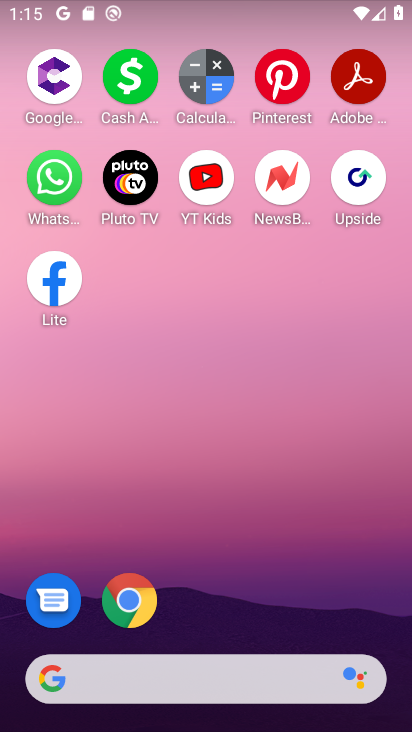 1:15 G
Google... Cash A... Calcula... Pinterest Adobe ...
pluto tv
Whats... Pluto TV YT Kids NewsB... Upside
Lite